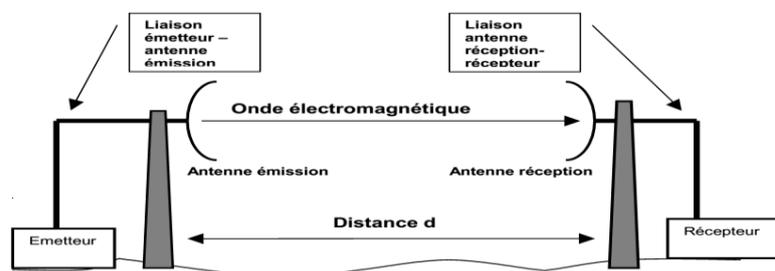 Liaison
émetteur –
antenne
émission
Liaison
antenne
réception-
récepteur
Onde électromagnétique
Antenne émission
Antenne réception
Distance d
Emetteur
Récepteur